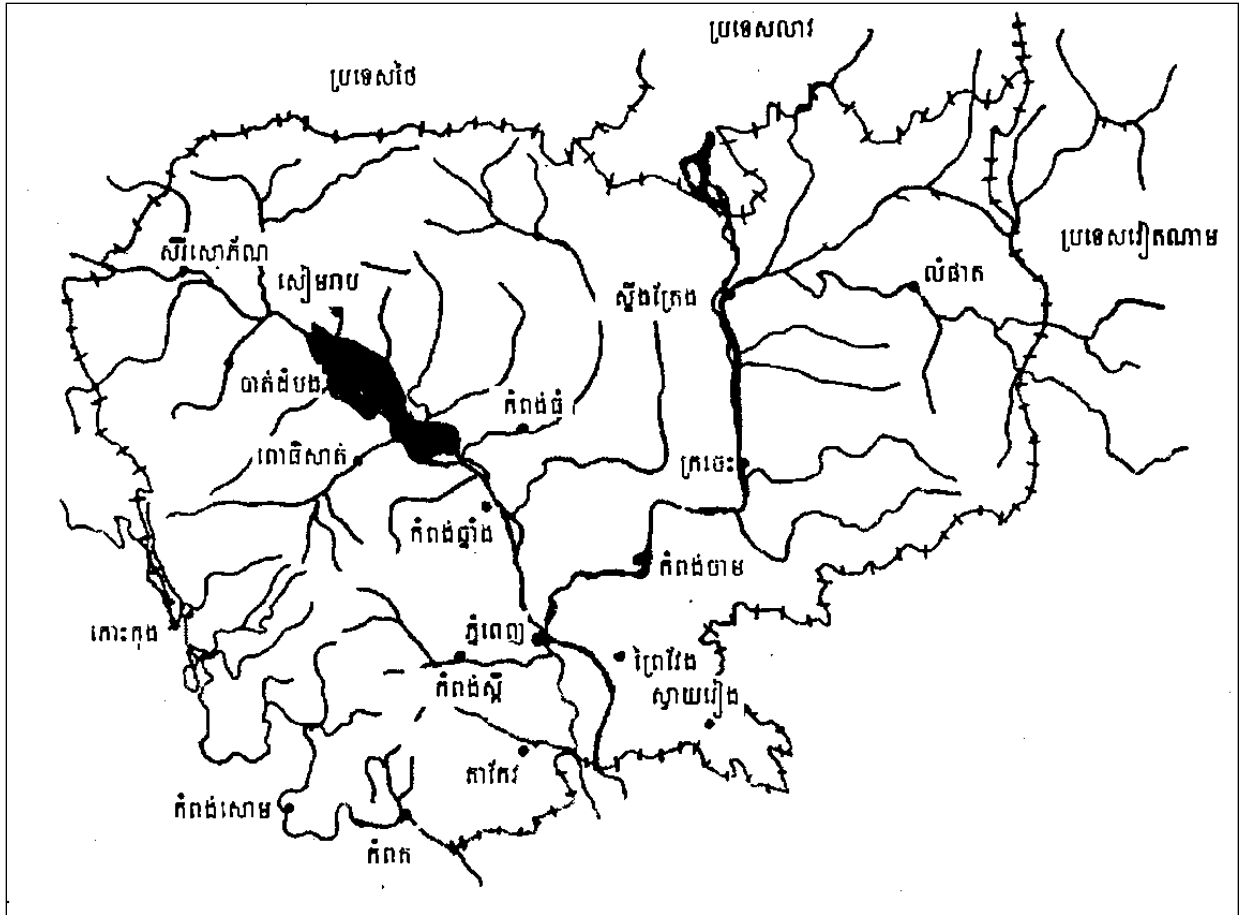 ប្រទេសលាវ
ប្រទេសថៃ
ប្រទេសវៀតណាម
ស៊ីរីសោភ័ណ
សៀមរាប
ស្ទឹងត្រែង
លំផាត
បាត់ដំបង
កំពង់ធំ
ពោធិសាត់
ក្រចេះ
កំពង់ឆ្នាំង
កំពង់ចាម
កោះកុង
ភ្នំពេញ
ព្រៃវែង
កំពង់ស្ពឺ
ស្វាយរៀង
តាកែវ
កំពង់សោម
កំពត